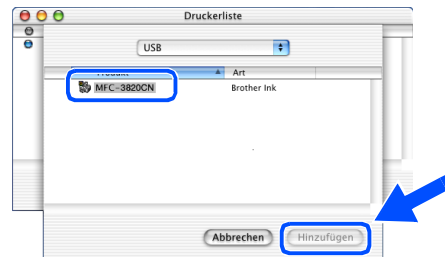 Druckerliste
USB
Produkt Art
MFC-3820CN Brother Ink
Abbrechen Hinzufügen